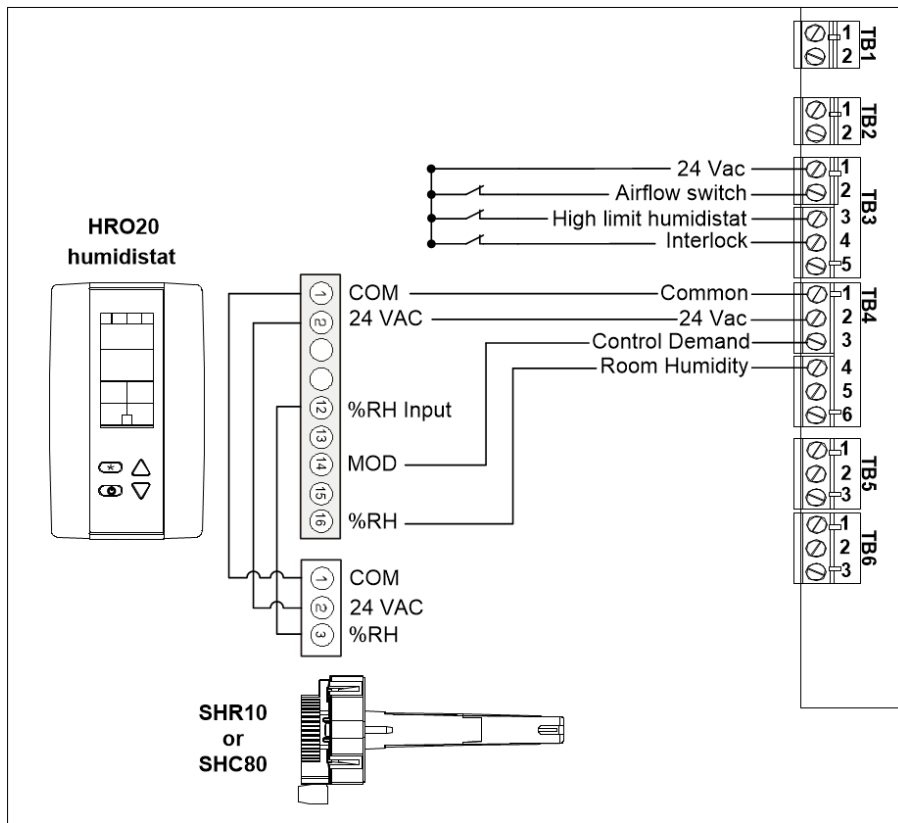 1
2
TB1
1
2
TB2
24 Vac
Airflow switch
High limit humidistat
Interlock
1
2
3
4
5
TB3
HRO20
humidistat
1 COM
2 24 VAC
12 %RH Input
13
14 MOD
15
16 %RH
Common
24 Vac
Control Demand
Room Humidity
1
2
3
4
5
6
TB4
1
2
3
TB5
1
2
3
TB6
1 COM
2 24 VAC
3 %RH
SHR10
or
SHC80